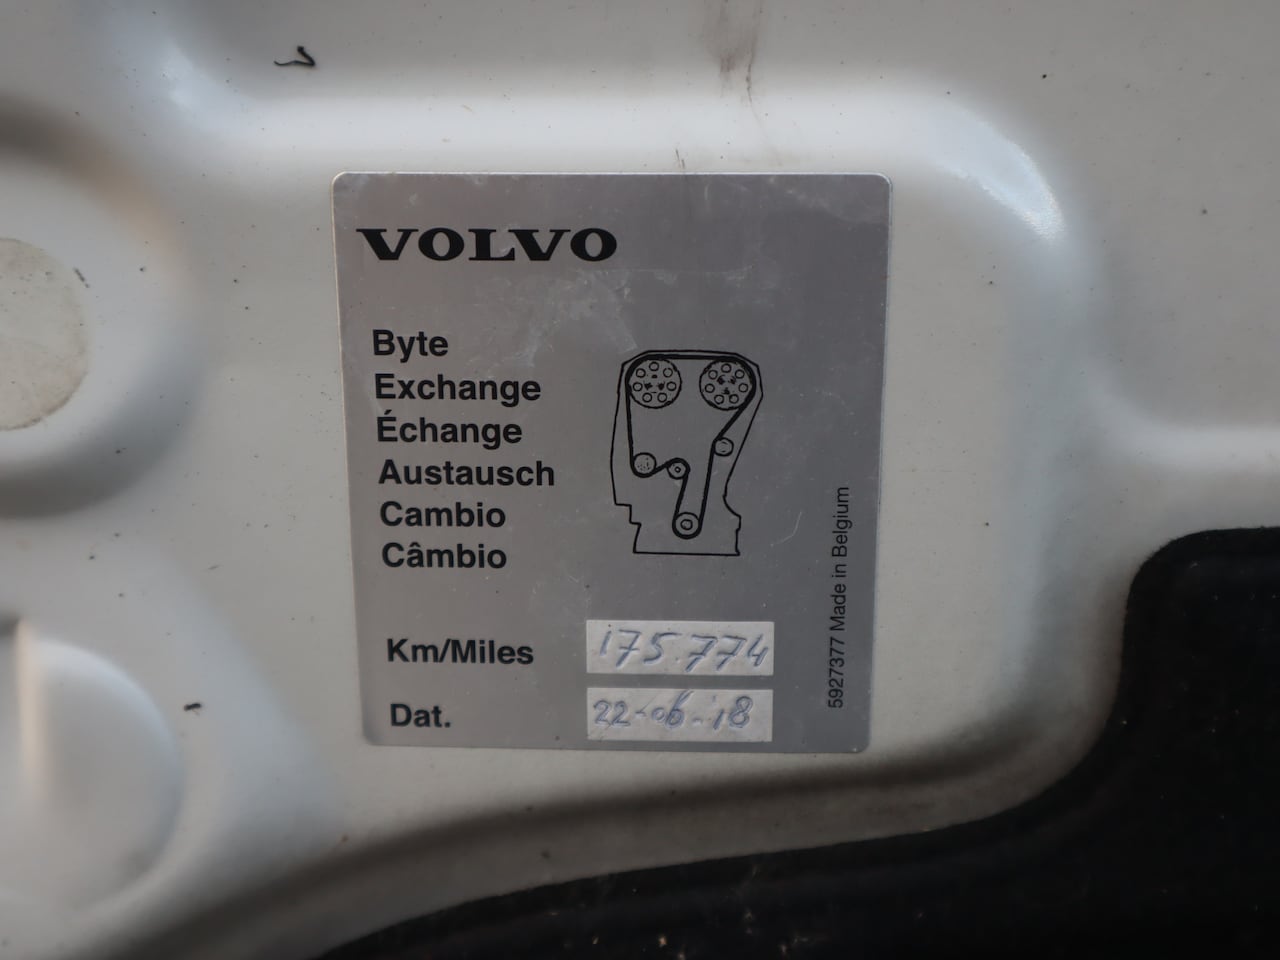 VOLVO
Byte
Exchange
Échange
Austausch
Cambio
Câmbio
Km/Miles 175.774
Dat. 22-06-18
5927377 Made in Belgium